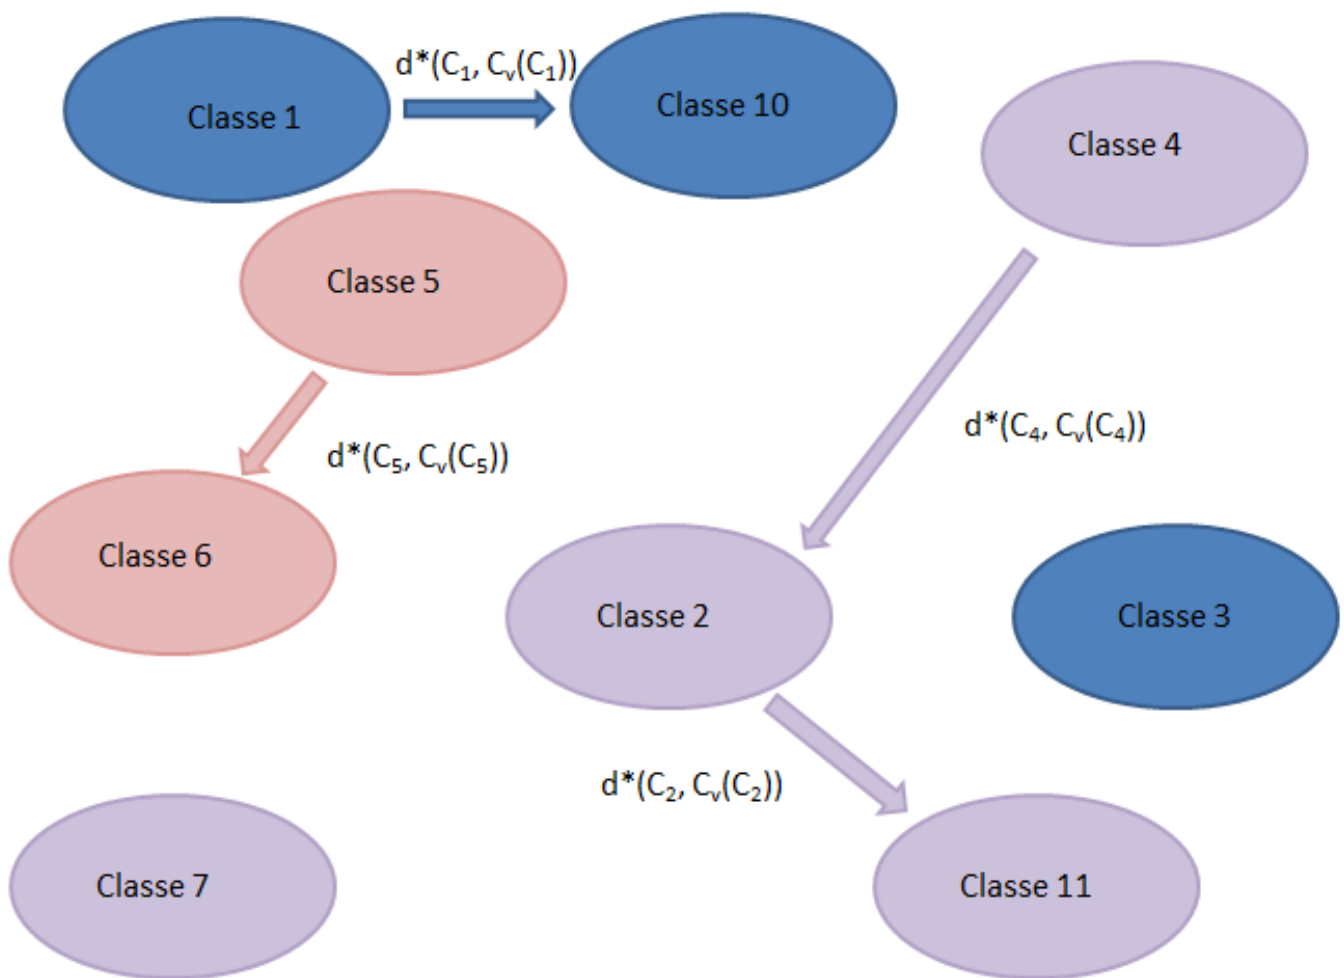 d*(C₁, Cᵥ(C₁))
Classe 1
Classe 10
Classe 4
Classe 5
d*(C₄, Cᵥ(C₄))
d*(C₅, Cᵥ(C₅))
Classe 6
Classe 2
Classe 3
d*(C₂, Cᵥ(C₂))
Classe 7
Classe 11